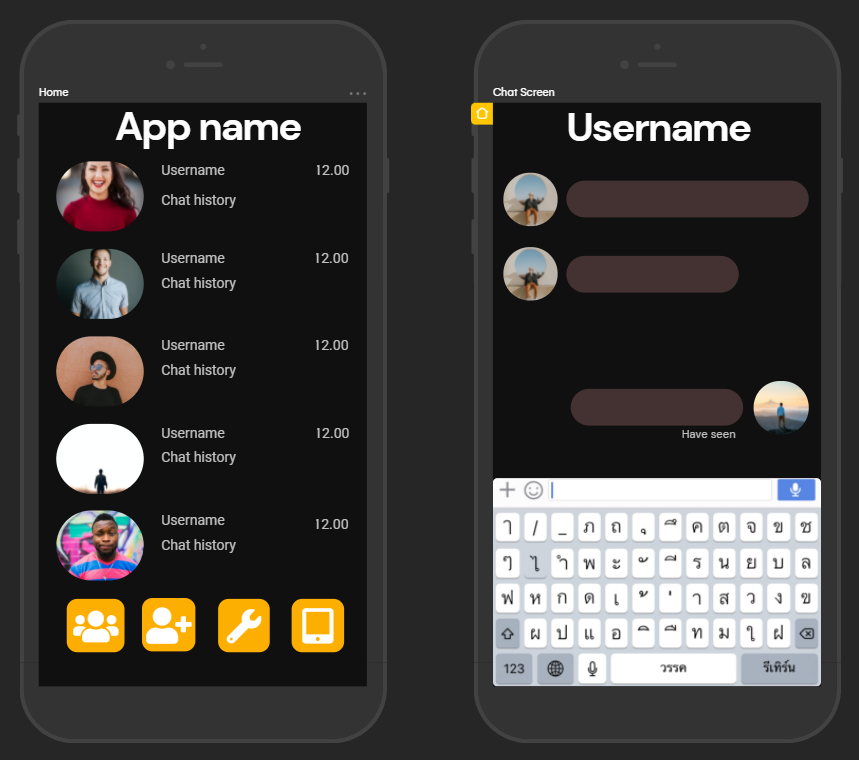 Home
App name
Username 12.00
Chat history
Username 12.00
Chat history
Username 12.00
Chat history
Username 12.00
Chat history
Username 12.00
Chat history
Chat Screen
Username
Have seen
ๅ / _ ภ ถ ุ ึ ค ต จ ข ช
ๆ ไ ำ พ ะ ั ี ร น ย บ ล
ฟ ห ก ด เ ้ ่ า ส ว ง ข
ผ ป แ อ ิ ื ท ม ใ ฝ
123 วรรค รีเทิร์น